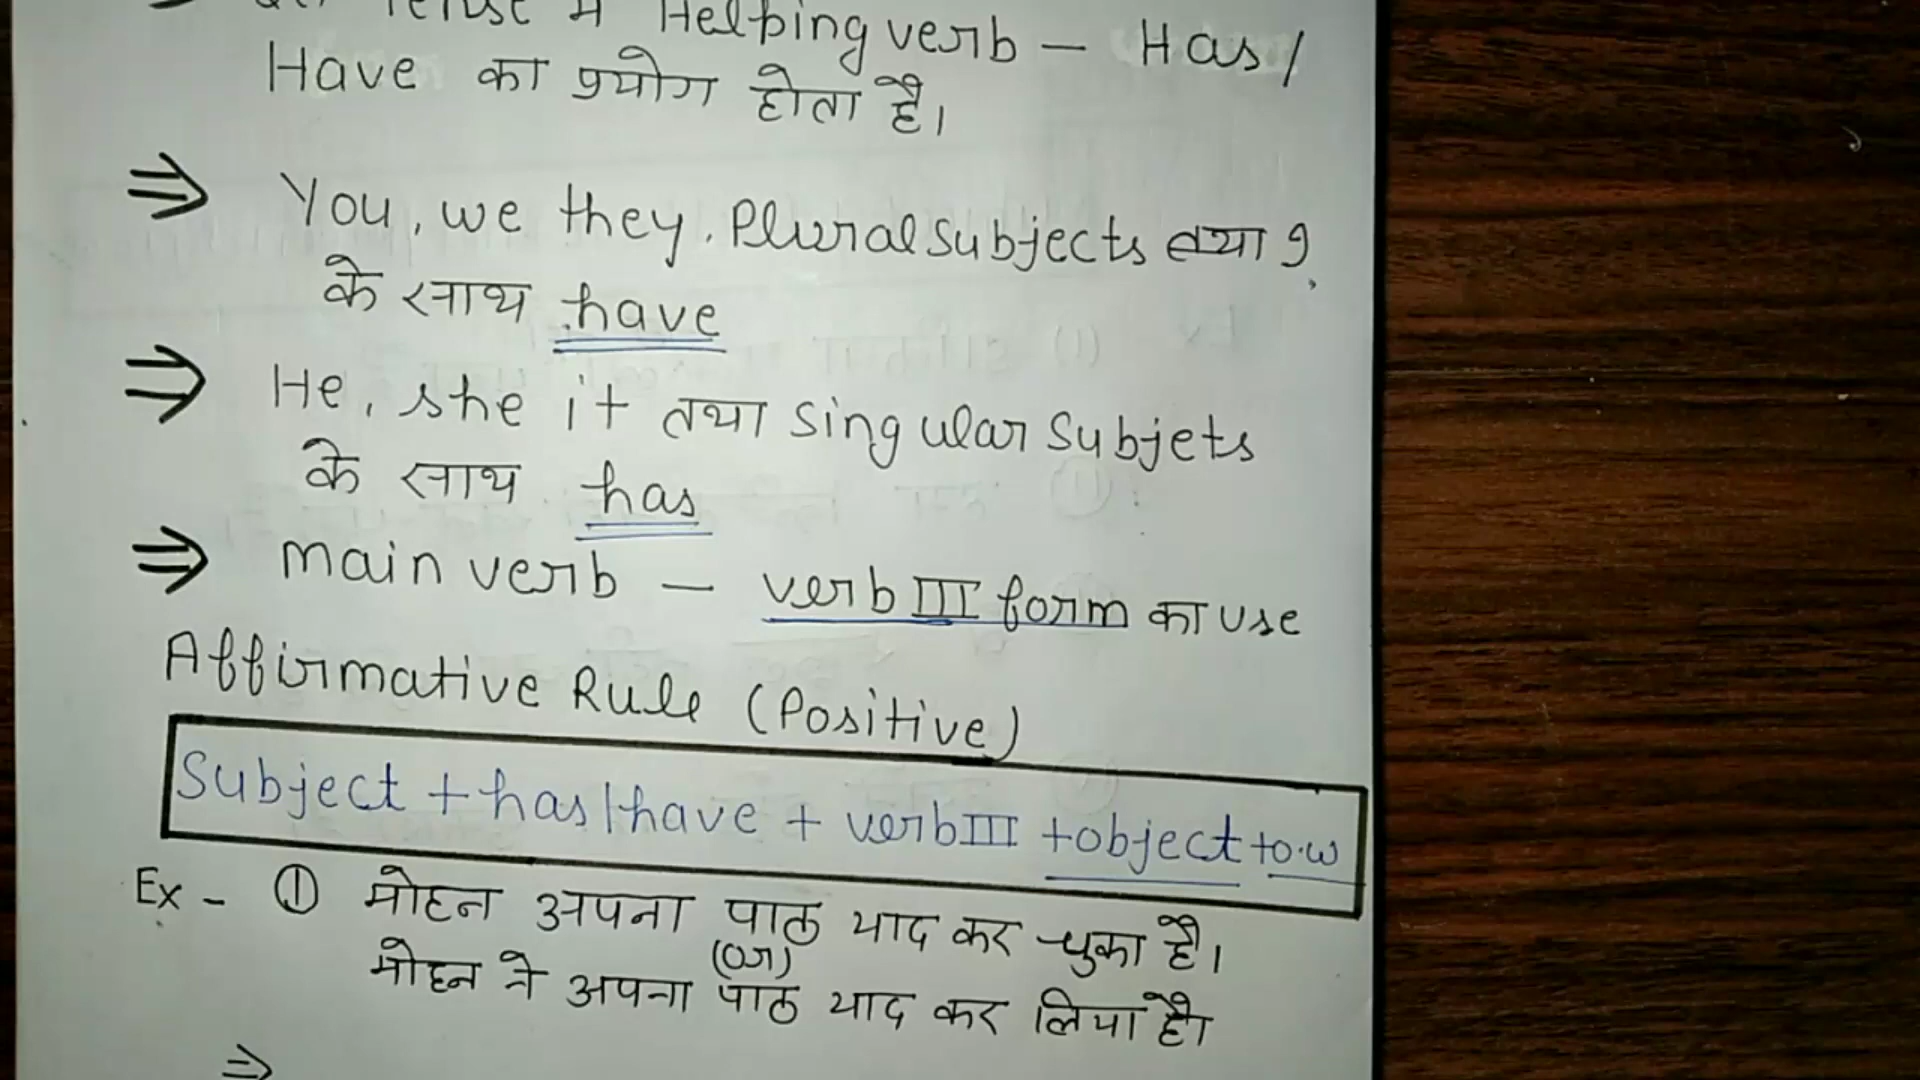 इस Tense में Helping verb – Has/
Have का प्रयोग होता है।
⇒ You, we they, Plural subjects तथा I
के साथ have
⇒ He, she it तथा singular subjets
के साथ has
⇒ main verb – verb III form का use
Affirmative Rule (Positive)
Subject + has/have + verb III + object + o.w
Ex - ① मोहन अपना पाठ याद कर चुका है।
(or)
मोहन ने अपना पाठ याद कर लिया है।
⇒